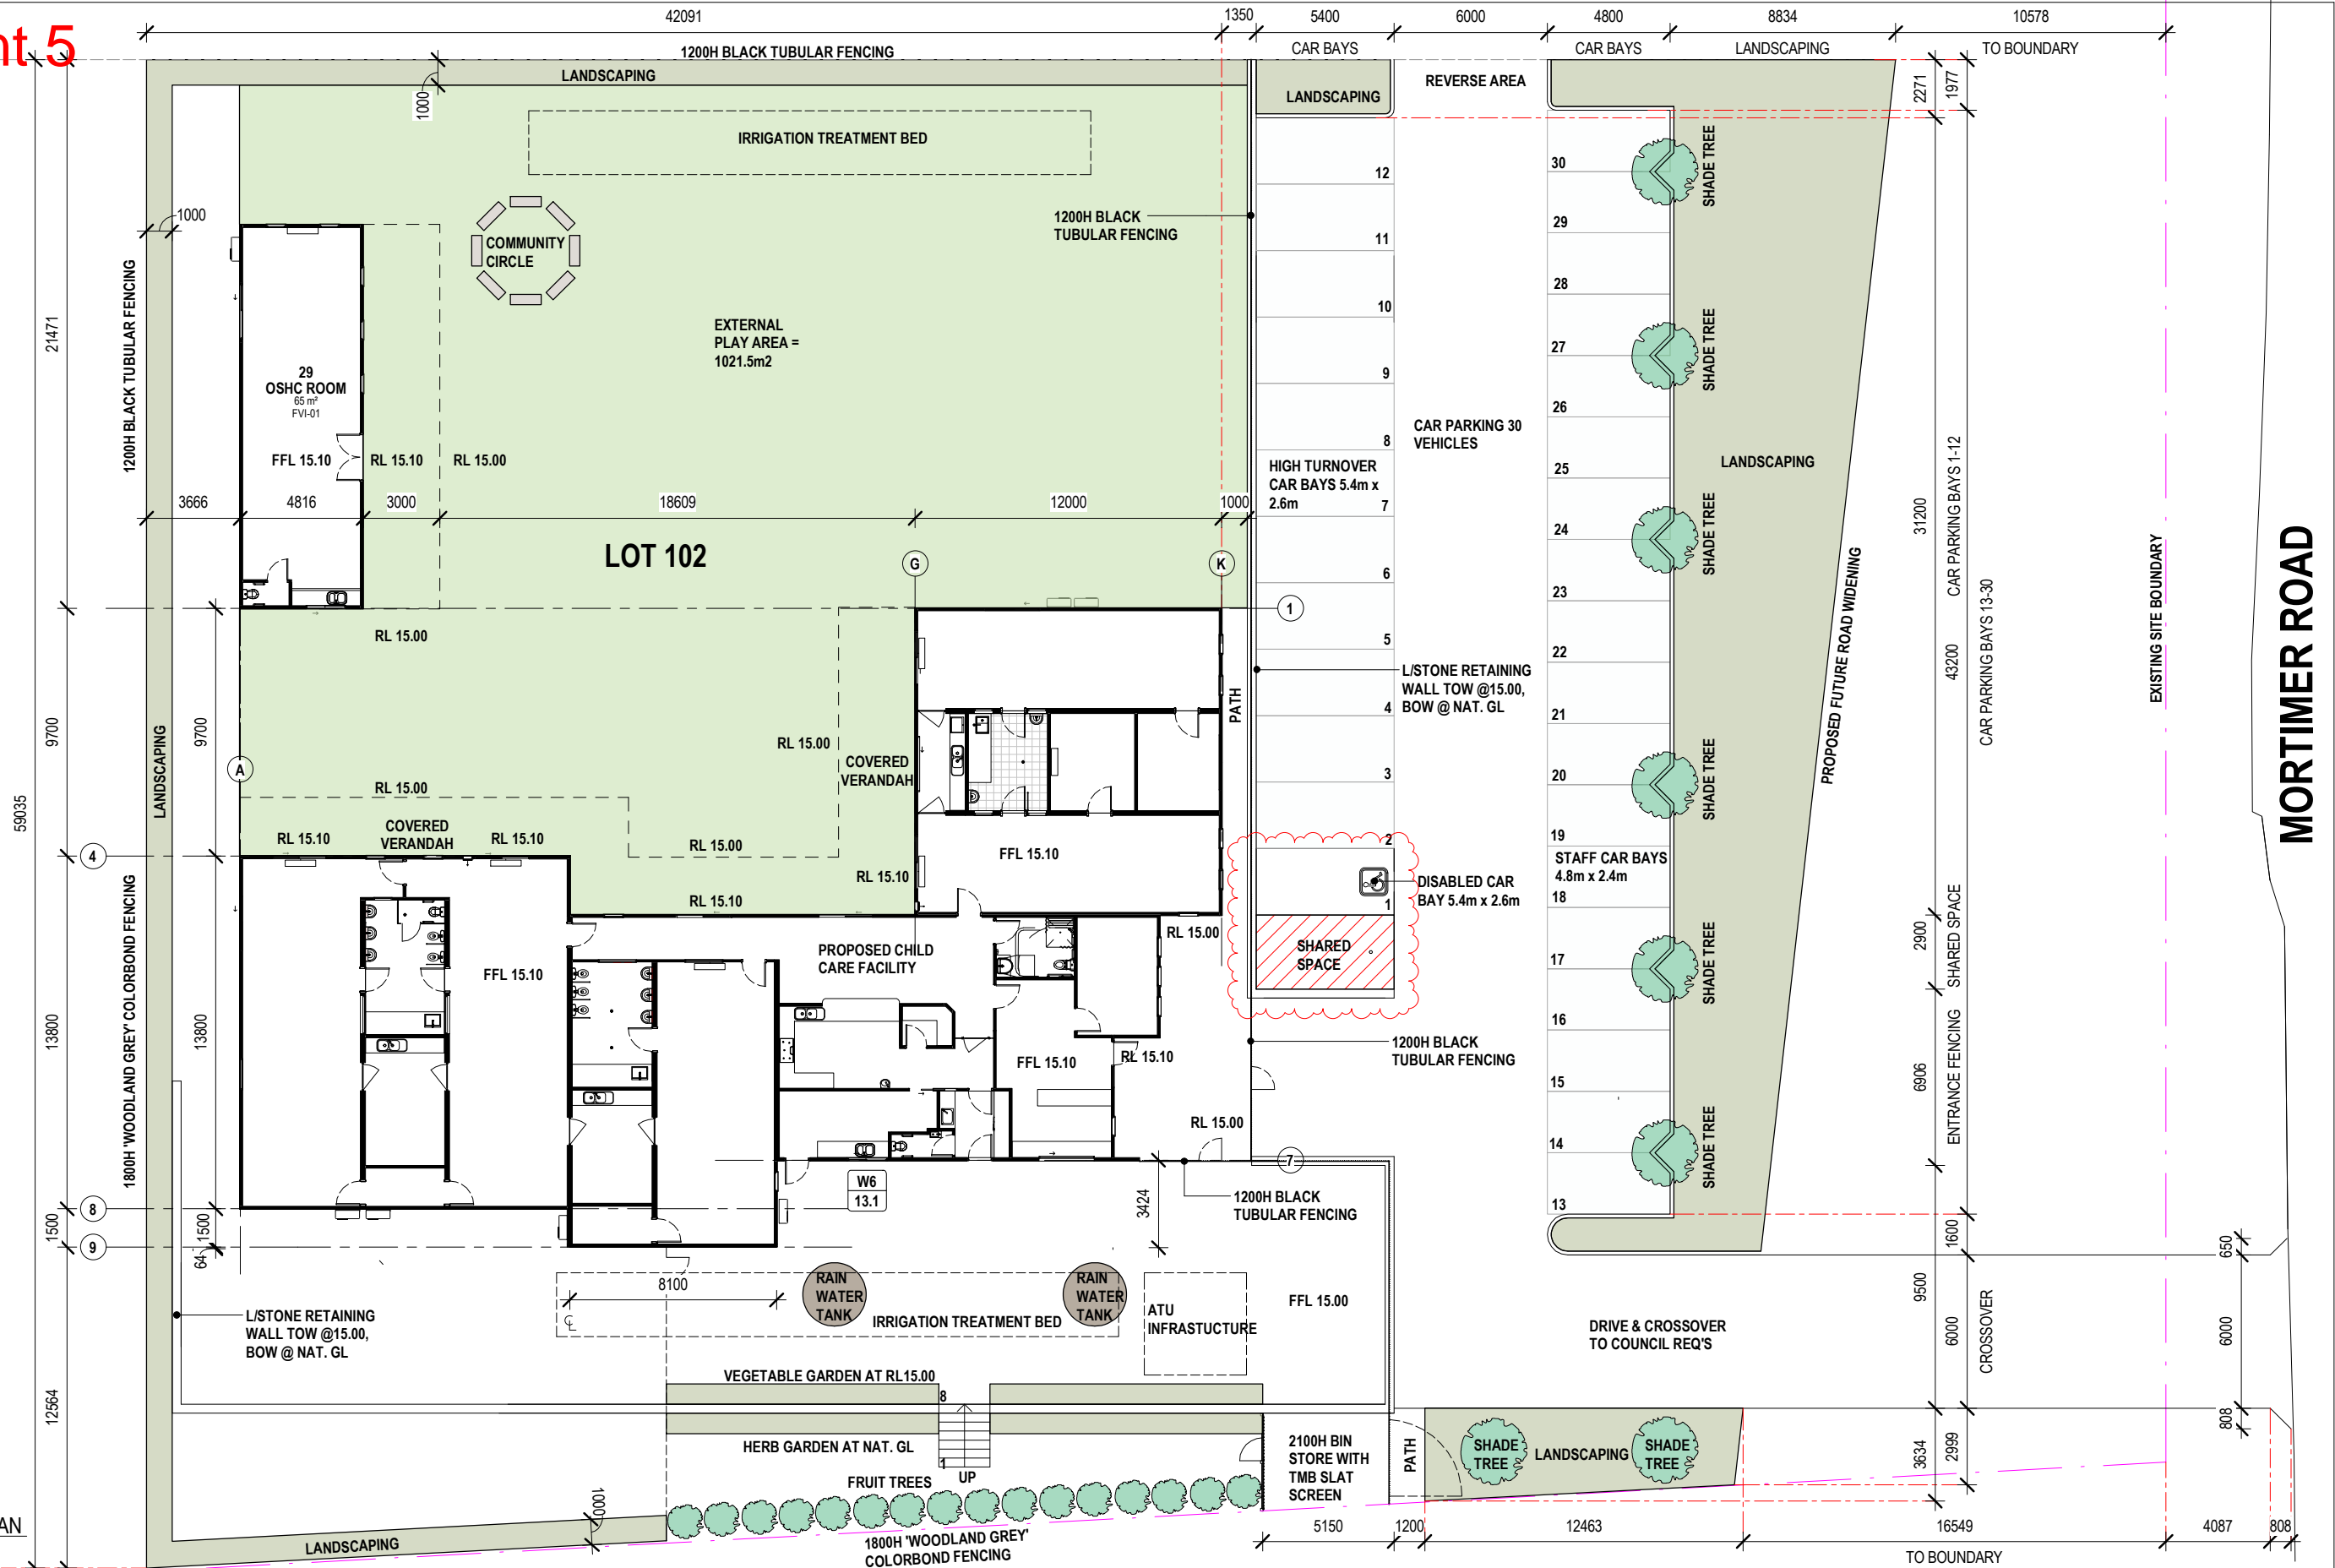 nt 5
42091
1350
5400
6000
4800
8834
10578
1200H BLACK TUBULAR FENCING
CAR BAYS
CAR BAYS
LANDSCAPING
TO BOUNDARY
LANDSCAPING
REVERSE AREA
LANDSCAPING
1000
2271
1977
IRRIGATION TREATMENT BED
12
30
SHADE TREE
1000
1200H BLACK
TUBULAR FENCING
COMMUNITY
CIRCLE
11
29
28
10
1200H BLACK TUBULAR FENCING
21471
EXTERNAL
PLAY AREA =
1021.5m2
27
SHADE TREE
9
29
OSHC ROOM
65 m²
FVI-01
26
CAR PARKING 30
VEHICLES
8
FFL 15.10
RL 15.10
RL 15.00
HIGH TURNOVER
CAR BAYS 5.4m x
2.6m
25
LANDSCAPING
31200
CAR PARKING BAYS 1-12
3666
4816
3000
18609
12000
1000
7
24
SHADE TREE
LOT 102
G
K
6
23
1
MORTIMER ROAD
EXISTING SITE BOUNDARY
PROPOSED FUTURE ROAD WIDENING
RL 15.00
5
22
L/STONE RETAINING
WALL TOW @15.00,
BOW @ NAT. GL
43200
CAR PARKING BAYS 13-30
PATH
4
21
9700
9700
59035
LANDSCAPING
A
RL 15.00
COVERED
VERANDAH
3
20
SHADE TREE
RL 15.00
COVERED
VERANDAH
RL 15.10
RL 15.10
RL 15.00
2
19
4
FFL 15.10
STAFF CAR BAYS
4.8m x 2.4m
RL 15.10
DISABLED CAR
BAY 5.4m x 2.6m
1
18
RL 15.10
RL 15.00
SHARED
SPACE
2900
SHARED SPACE
17
SHADE TREE
PROPOSED CHILD
CARE FACILITY
FFL 15.10
1800H 'WOODLAND GREY' COLORBOND FENCING
13800
13800
16
1200H BLACK
TUBULAR FENCING
FFL 15.10
RL 15.10
15
6906
ENTRANCE FENCING
RL 15.00
14
SHADE TREE
7
W6
13.1
3424
1200H BLACK
TUBULAR FENCING
13
8
1500
1500
9
64
1600
650
8100
RAIN
WATER
TANK
RAIN
WATER
TANK
IRRIGATION TREATMENT BED
ATU
INFRASTUCTURE
FFL 15.00
L/STONE RETAINING
WALL TOW @15.00,
BOW @ NAT. GL
DRIVE & CROSSOVER
TO COUNCIL REQ'S
9500
6000
CROSSOVER
6000
VEGETABLE GARDEN AT RL15.00
8
12564
808
HERB GARDEN AT NAT. GL
1
UP
FRUIT TREES
2100H BIN
STORE WITH
TMB SLAT
SCREEN
PATH
SHADE
TREE
LANDSCAPING
SHADE
TREE
3634
2999
1000
AN
LANDSCAPING
1800H 'WOODLAND GREY'
COLORBOND FENCING
5150
1200
12463
16549
4087
808
TO BOUNDARY